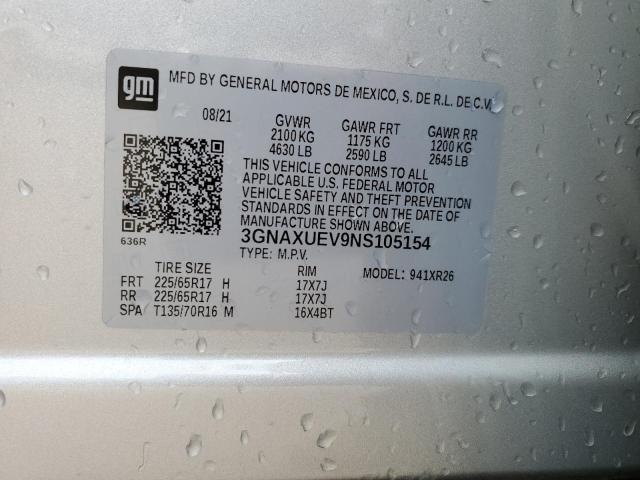 gm
MFD BY GENERAL MOTORS DE MEXICO, S. DE R.L. DE C.V.
08/21 GVWR GAWR FRT GAWR RR
2100 KG 1175 KG 1200 KG
4630 LB 2590 LB 2645 LB
THIS VEHICLE CONFORMS TO ALL
APPLICABLE U.S. FEDERAL MOTOR
VEHICLE SAFETY AND THEFT PREVENTION
STANDARDS IN EFFECT ON THE DATE OF
MANUFACTURE SHOWN ABOVE.
636R 3GNAXUEV9NS105154
TYPE: M.P.V.
TIRE SIZE RIM MODEL: 941XR26
FRT 225/65R17 H 17X7J
RR 225/65R17 H 17X7J
SPA T135/70R16 M 16X4BT